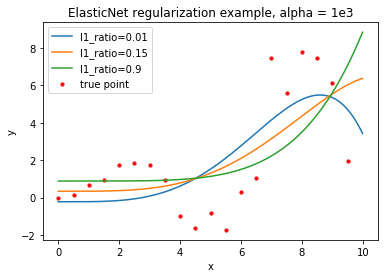 ElasticNet regularization example, alpha = 1e3
l1_ratio=0.01
l1_ratio=0.15
l1_ratio=0.9
true point
8
6
4
2
0
−2
y
0 2 4 6 8 10
x